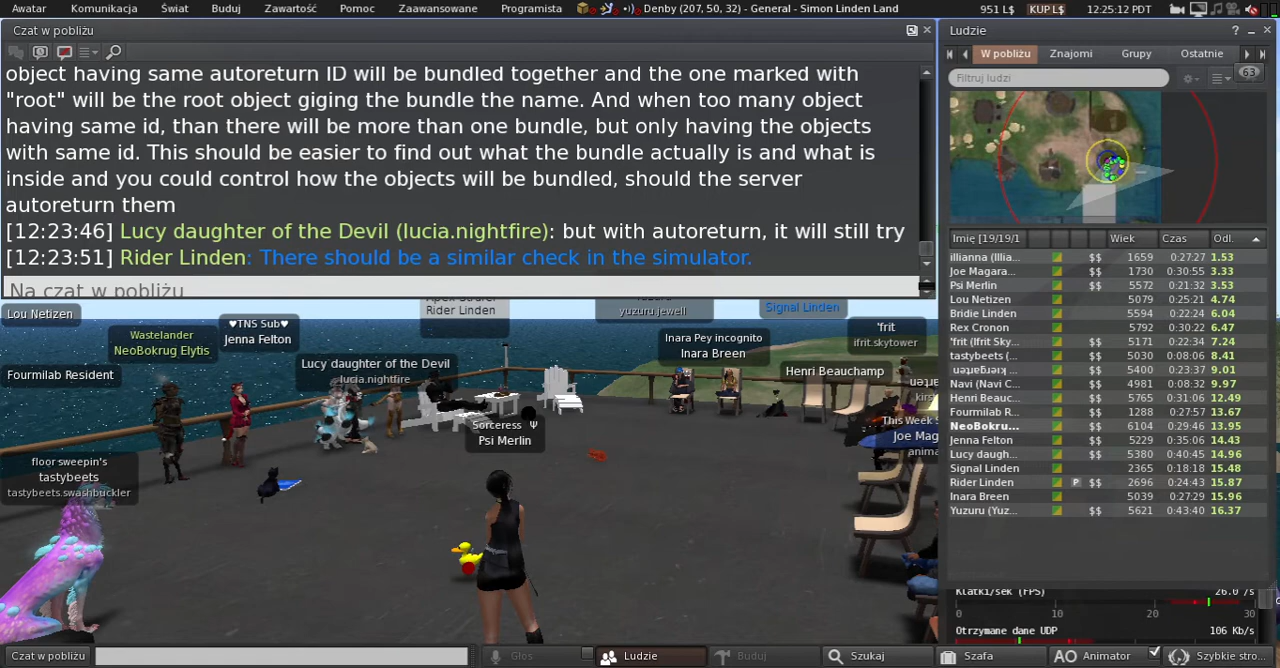 Awatar Komunikacja Świat Buduj Zawartość Pomoc Zaawansowane Programista Denby (207, 50, 32) - General - Simon Linden Land 951 L$ KUP L$ 12:25:12 PDT
Czat w pobliżu
object having same autoreturn ID will be bundled together and the one marked with
"root" will be the root object giging the bundle the name. And when too many object
having same id, than there will be more than one bundle, but only having the objects
with same id. This should be easier to find out what the bundle actually is and what is
inside and you could control how the objects will be bundled, should the server
autoreturn them
[12:23:46] Lucy daughter of the Devil (lucia.nightfire): but with autoreturn, it will still try
[12:23:51] Rider Linden: There should be a similar check in the simulator.
Na czat w pobliżu
Lou Netizen
Wastelander
NeoBokrug Elytis
♥TNS Sub♥
Jenna Felton
Fourmilab Resident
Lucy daughter of the Devil
lucia.nightfire
Rider Linden
yuzuru.jewell
Signal Linden
Inara Pey incognito
Inara Breen
'frit
ifrit.skytower
Henri Beauchamp
Sorceress Ψ
Psi Merlin
This Week S
Joe Mag
anima
floor sweepin's
tastybeets
tastybeets.swashbuckler
Ludzie
W pobliżu Znajomi Grupy Ostatnie
Filtruj ludzi
63
Imię [19/19/1 Wiek Czas Odl.
illianna (Illia... $$ 1659 0:27:27 1.53
Joe Magara... $$ 1730 0:30:55 3.33
Psi Merlin $$ 5572 0:21:32 3.53
Lou Netizen 5079 0:25:21 4.74
Bridie Linden 5594 0:22:24 6.04
Rex Cronon 5792 0:30:22 6.47
'frit (Ifrit Sky... $$ 5171 0:22:34 7.24
tastybeets (... $$ 5030 0:08:06 8.41
$$ 5400 0:23:37 9.01
Navi (Navi C... $$ 4981 0:08:32 9.97
Henri Beauc... $$ 5765 0:31:06 12.49
Fourmilab R... $$ 1288 0:27:57 13.67
NeoBokru... $$ 6104 0:29:46 13.95
Jenna Felton $$ 5229 0:35:06 14.43
Lucy daugh... $$ 5380 0:40:45 14.96
Signal Linden 2365 0:18:18 15.48
Rider Linden P $$ 2696 0:24:43 15.87
Inara Breen 5039 0:27:29 15.96
Yuzuru (Yuz... $$ 5621 0:43:40 16.37
Klatki/sek (FPS) 26.0 /s
0 10 20 30
Otrzymane dane UDP 106 Kb/s
Czat w pobliżu Głos Ludzie Buduj Szukaj Szafa AO Animator Szybkie stro...